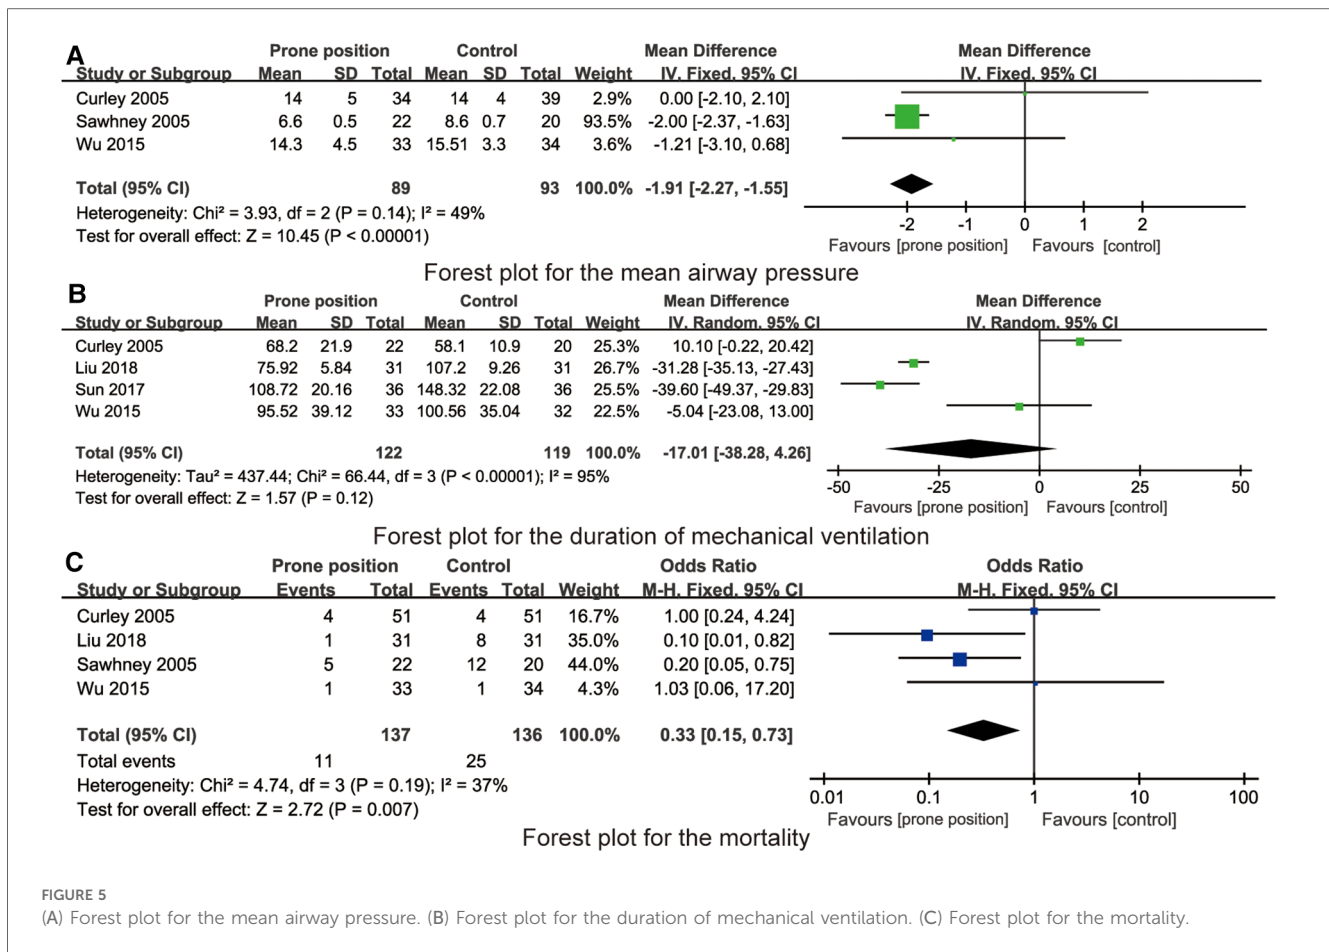 A
Prone position Control Mean Difference Mean Difference
Study or Subgroup Mean SD Total Mean SD Total Weight IV. Fixed. 95% CI IV. Fixed. 95% CI
Curley 2005 14 5 34 14 4 39 2.9% 0.00 [-2.10, 2.10]
Sawhney 2005 6.6 0.5 22 8.6 0.7 20 93.5% -2.00 [-2.37, -1.63]
Wu 2015 14.3 4.5 33 15.51 3.3 34 3.6% -1.21 [-3.10, 0.68]
Total (95% CI) 89 93 100.0% -1.91 [-2.27, -1.55]
Heterogeneity: Chi² = 3.93, df = 2 (P = 0.14); I² = 49%
Test for overall effect: Z = 10.45 (P < 0.00001)
-2 -1 0 1 2
Favours [prone position] Favours [control]
Forest plot for the mean airway pressure
B
Prone position Control Mean Difference Mean Difference
Study or Subgroup Mean SD Total Mean SD Total Weight IV. Random. 95% CI IV. Random. 95% CI
Curley 2005 68.2 21.9 22 58.1 10.9 20 25.3% 10.10 [-0.22, 20.42]
Liu 2018 75.92 5.84 31 107.2 9.26 31 26.7% -31.28 [-35.13, -27.43]
Sun 2017 108.72 20.16 36 148.32 22.08 36 25.5% -39.60 [-49.37, -29.83]
Wu 2015 95.52 39.12 33 100.56 35.04 32 22.5% -5.04 [-23.08, 13.00]
Total (95% CI) 122 119 100.0% -17.01 [-38.28, 4.26]
Heterogeneity: Tau² = 437.44; Chi² = 66.44, df = 3 (P < 0.00001); I² = 95%
Test for overall effect: Z = 1.57 (P = 0.12)
-50 -25 0 25 50
Favours [prone position] Favours [control]
Forest plot for the duration of mechanical ventilation
C
Prone position Control Odds Ratio Odds Ratio
Study or Subgroup Events Total Events Total Weight M-H. Fixed. 95% CI M-H. Fixed. 95% CI
Curley 2005 4 51 4 51 16.7% 1.00 [0.24, 4.24]
Liu 2018 1 31 8 31 35.0% 0.10 [0.01, 0.82]
Sawhney 2005 5 22 12 20 44.0% 0.20 [0.05, 0.75]
Wu 2015 1 33 1 34 4.3% 1.03 [0.06, 17.20]
Total (95% CI) 137 136 100.0% 0.33 [0.15, 0.73]
Total events 11 25
Heterogeneity: Chi² = 4.74, df = 3 (P = 0.19); I² = 37%
Test for overall effect: Z = 2.72 (P = 0.007)
0.01 0.1 1 10 100
Favours [prone position] Favours [control]
Forest plot for the mortality
FIGURE 5
(A) Forest plot for the mean airway pressure. (B) Forest plot for the duration of mechanical ventilation. (C) Forest plot for the mortality.